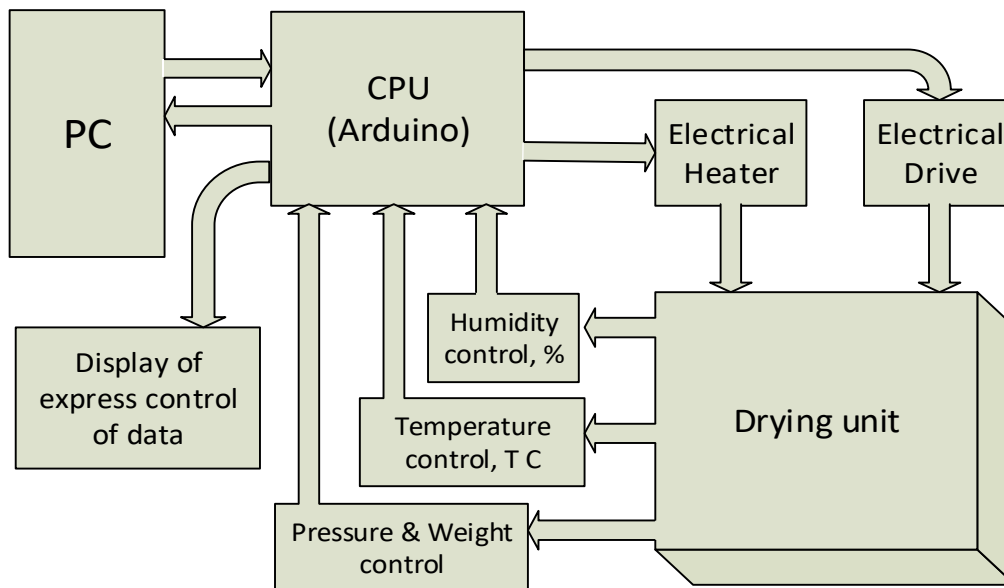 PC
CPU
(Arduino)
Electrical
Heater
Electrical
Drive
Humidity
control, %
Display of
express control
of data
Temperature
control, T C
Drying unit
Pressure & Weight
control